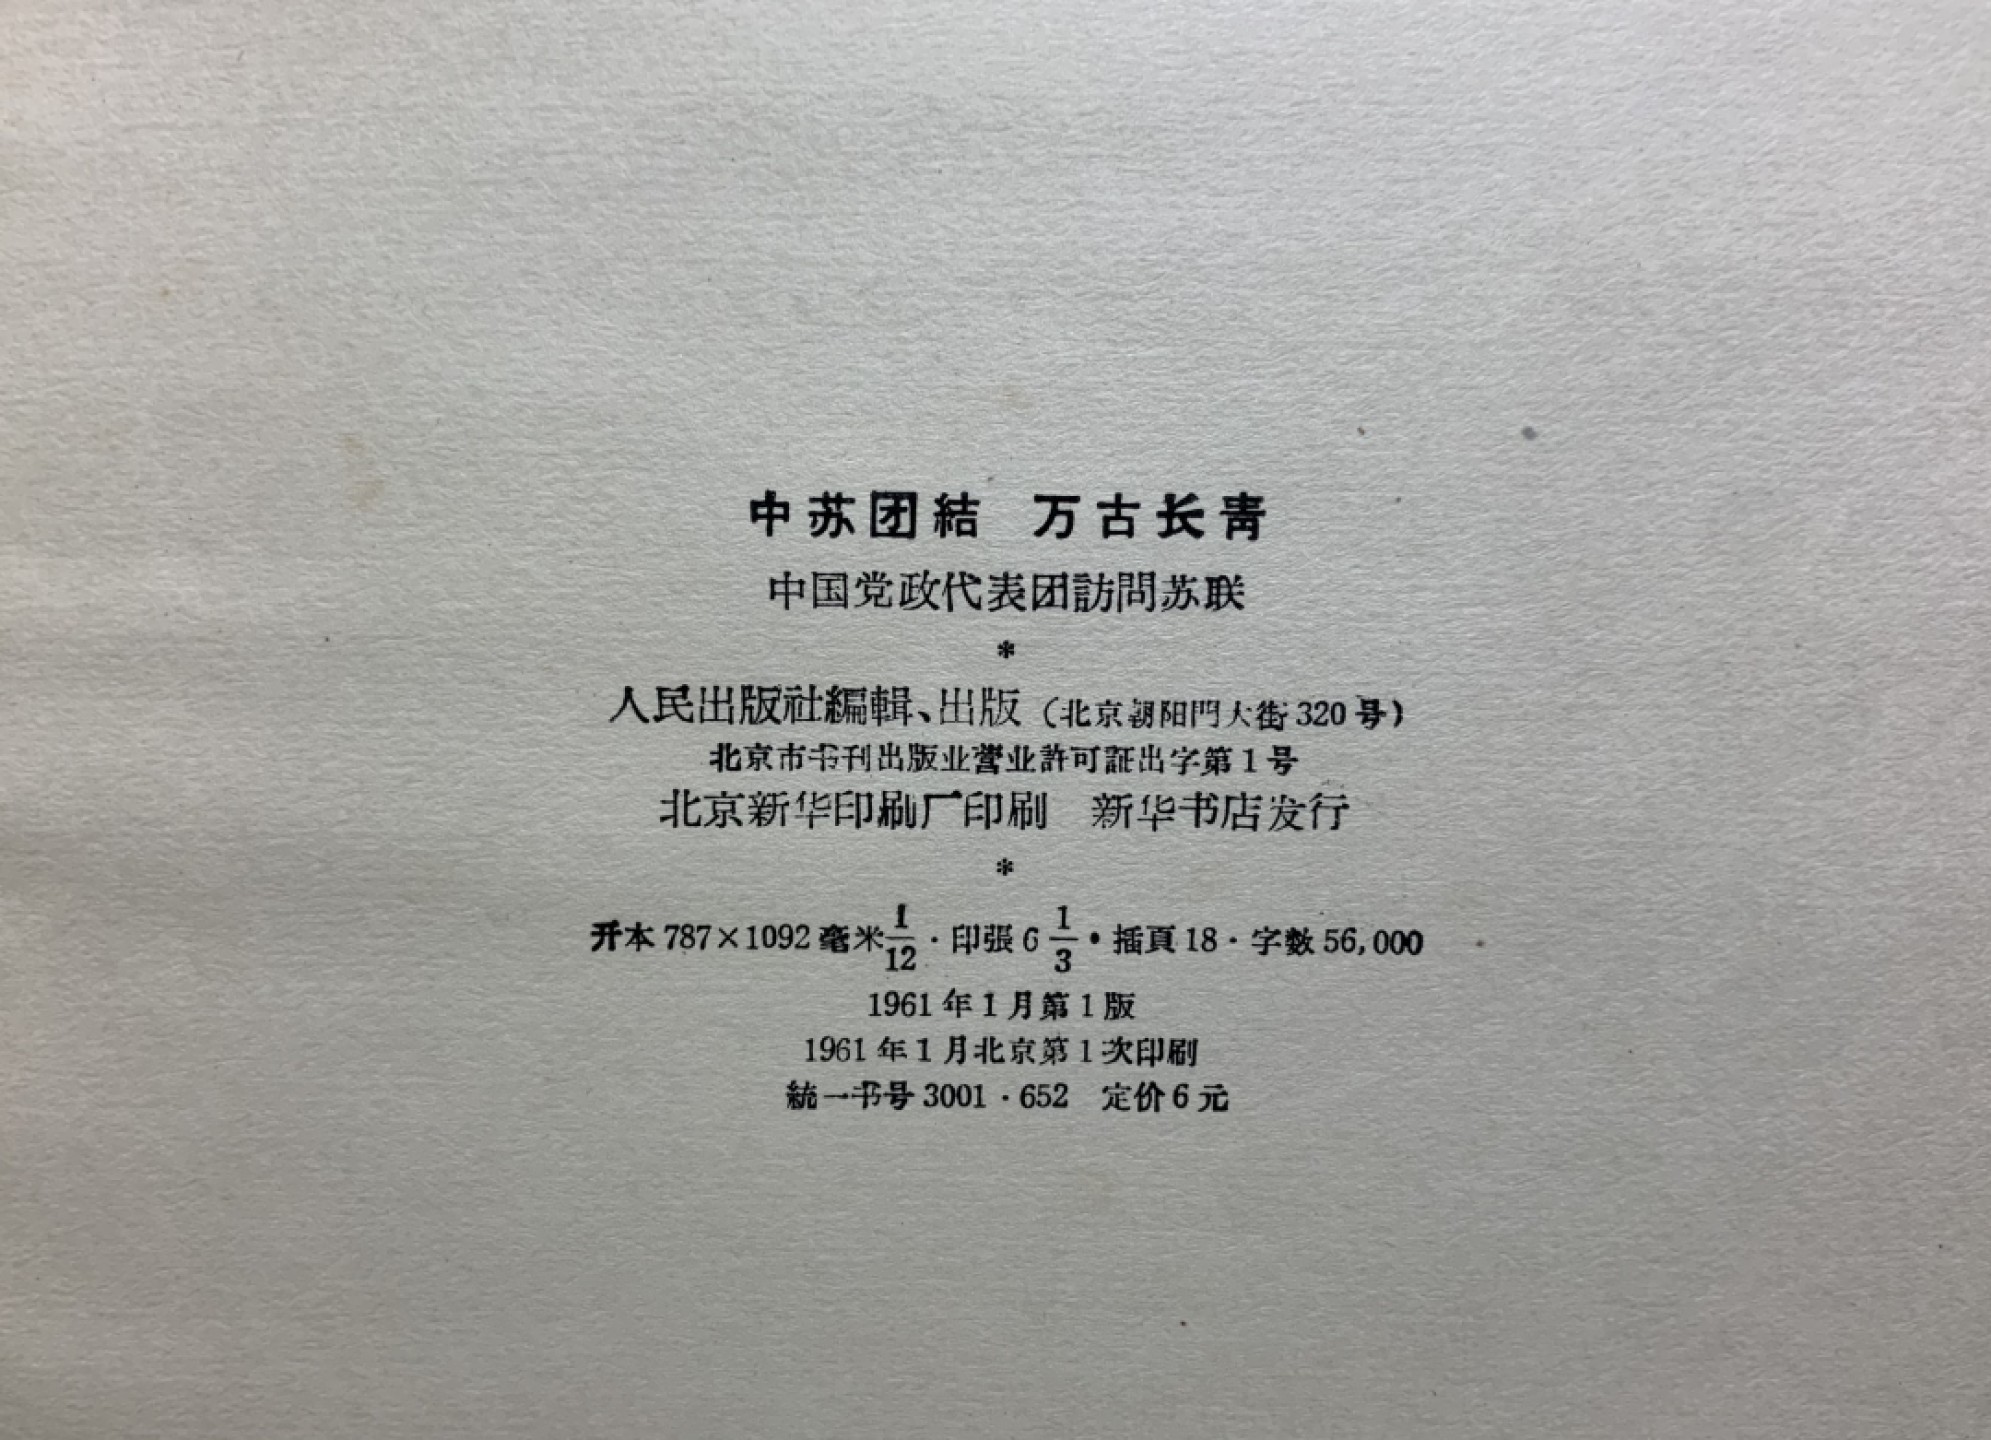 中苏团結　万古长靑
中国党政代表团訪問苏联
*
人民出版社編輯、出版（北京朝阳門大街320号）
北京市书刊出版业營业許可証出字第1号
北京新华印刷厂印刷　新华书店发行
*
开本787×1092毫米1/12·印張6 1/3·插頁18·字数56,000
1961年1月第1版
1961年1月北京第1次印刷
統一书号3001·652　定价6元